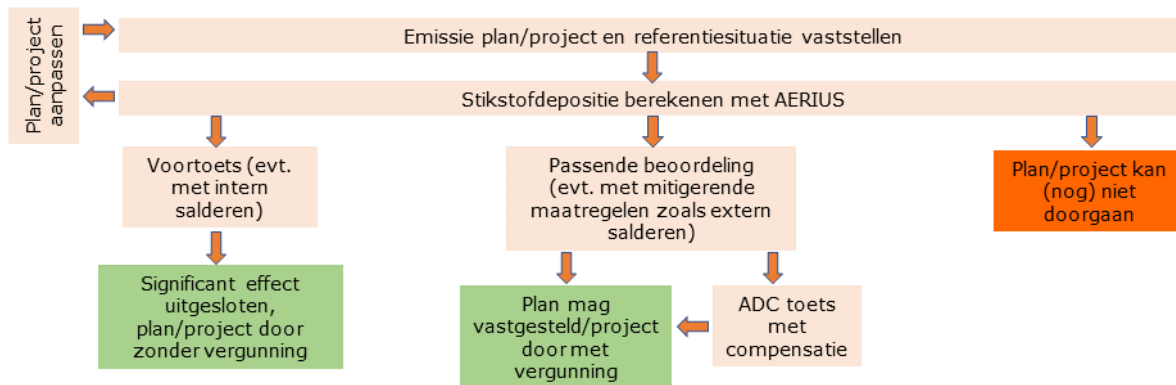 Plan/project
aanpassen
Emissie plan/project en referentiesituatie vaststellen
Stikstofdepositie berekenen met AERIUS
Voortoets (evt.
met intern
salderen)
Passende beoordeling
(evt. met mitigerende
maatregelen zoals extern
salderen)
Plan/project kan
(nog) niet
doorgaan
Significant effect
uitgesloten,
plan/project door
zonder vergunning
Plan mag
vastgesteld/project
door met
vergunning
ADC toets
met
compensatie